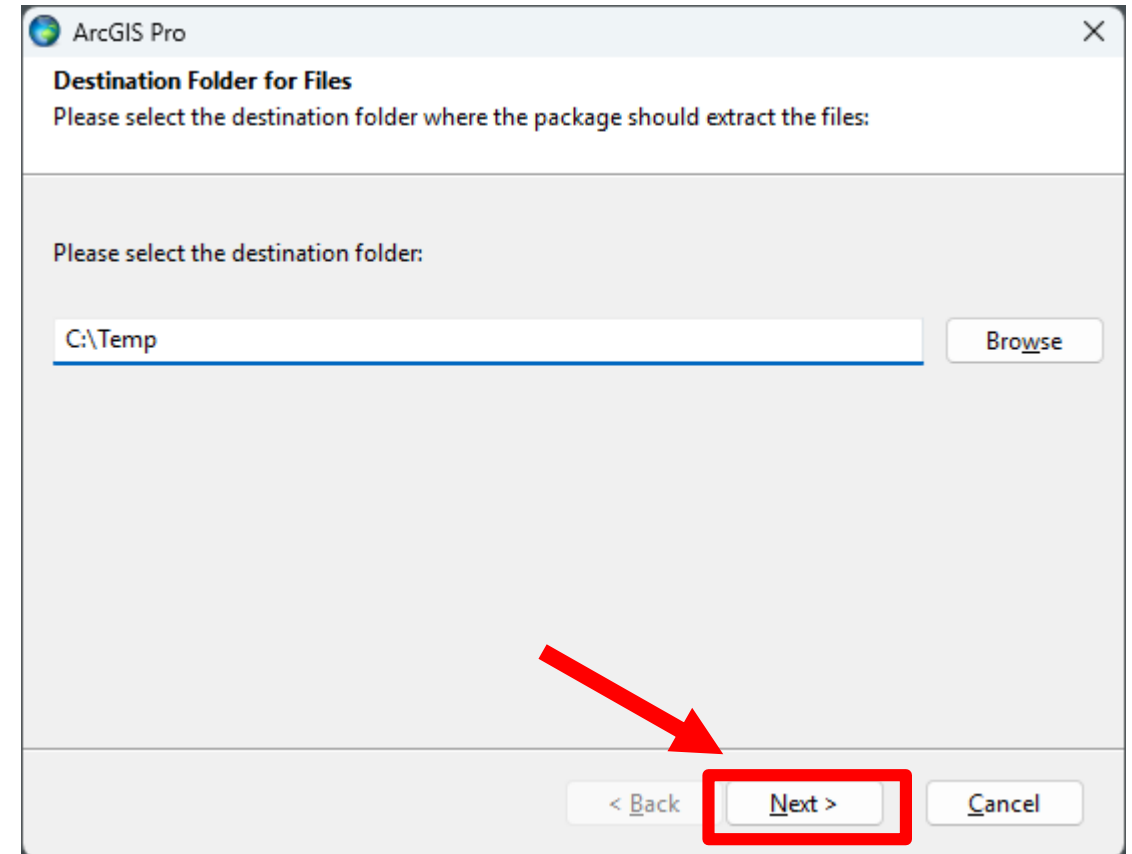 ArcGIS Pro
Destination Folder for Files
Please select the destination folder where the package should extract the files:
Please select the destination folder:
C:\Temp
Browse
< Back
Next >
Cancel